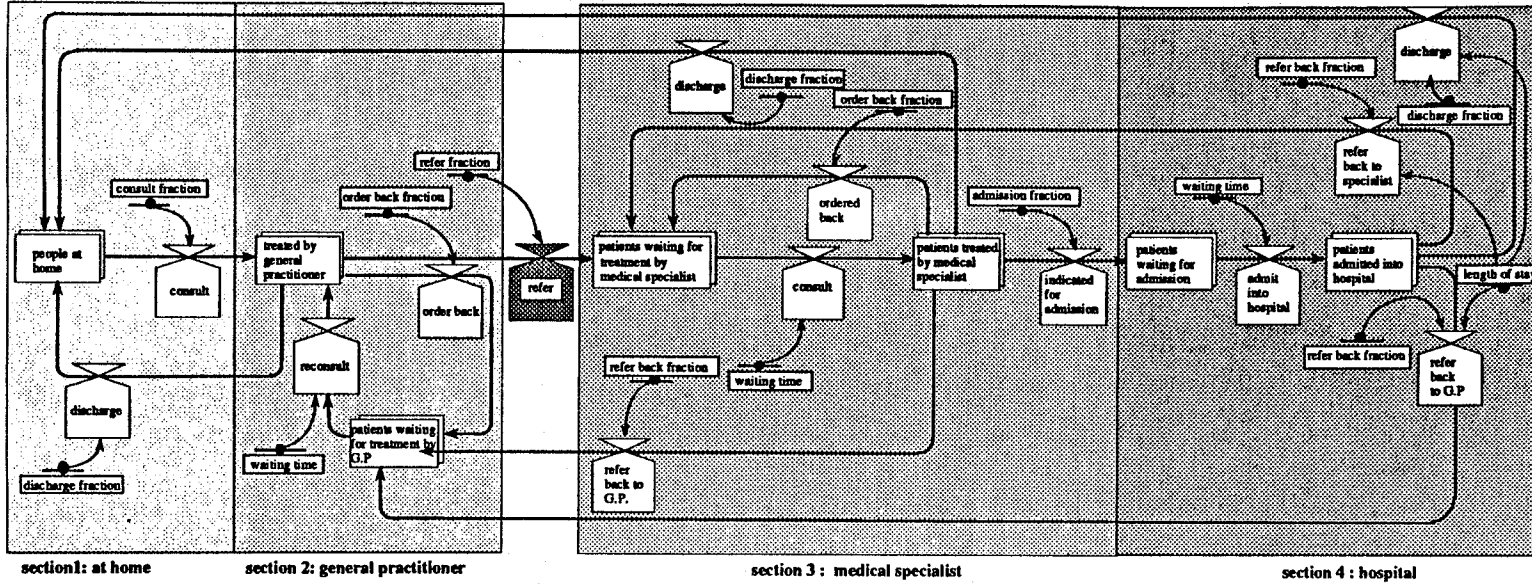 discharge
discharge fraction
discharge
discharge fraction
order back fraction
refer back fraction
refer
back to
specialist
refer fraction
consult fraction
order back fraction
ordered
back
admission fraction
waiting time
people at
home
consult
treated by
general
practitioner
order back
refer
patients waiting for
treatment by
medical specialist
consult
patients treated
by medical
specialist
indicated
for
admission
patients
waiting for
admission
admit
into
hospital
patients
admitted into
hospital
length of sta
reconsult
refer back fraction
waiting time
refer back fraction
refer
back
to G.P
discharge
discharge fraction
waiting time
patients waiting
for treatment by
G.P
refer
back to
G.P.
section1: at home
section 2: general practitioner
section 3 : medical specialist
section 4 : hospital